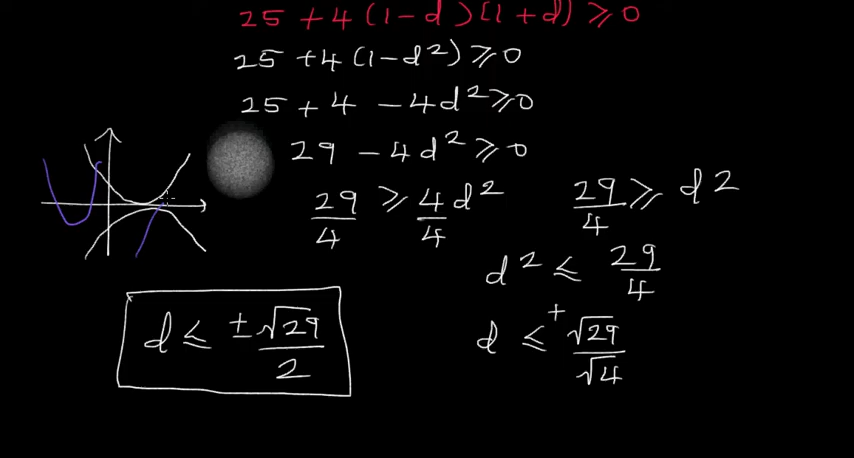 25 + 4 (1 - d) (1 + d) ⩾ 0
25 + 4 (1 - d²) ⩾ 0
25 + 4 - 4d² ⩾ 0
29 - 4d² ⩾ 0
29/4 ⩾ 4/4 d²
29/4 ⩾ d2
d² ⩽ 29/4
d ⩽ +√29/√4
d ⩽ ±√29/2